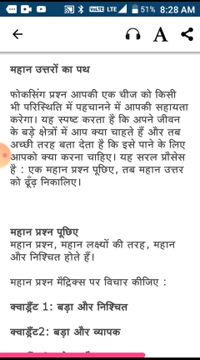 VOLTE LTE 51% 8:28 AM
A
महान उत्तरों का पथ
फोकसिंग प्रश्न आपकी एक चीज को किसी
भी परिस्थिति में पहचानने में आपकी सहायता
करेगा। यह स्पष्ट करता है कि अपने जीवन
के बड़े क्षेत्रों में आप क्या चाहते हैं और तब
अच्छी तरह बता देता है कि इसे पाने के लिए
आपको क्या करना चाहिए। यह सरल प्रौसेस
है : एक महान प्रश्न पूछिए, तब महान उत्तर
को ढूँढ़ निकालिए।
महान प्रश्न पूछिए
महान प्रश्न, महान लक्ष्यों की तरह, महान
और निश्चित होते हैं।
महान प्रश्न मैट्रिक्स पर विचार कीजिए :
क्वाड्रैंट 1: बड़ा और निश्चित
क्वाड्रैंट2: बड़ा और व्यापक